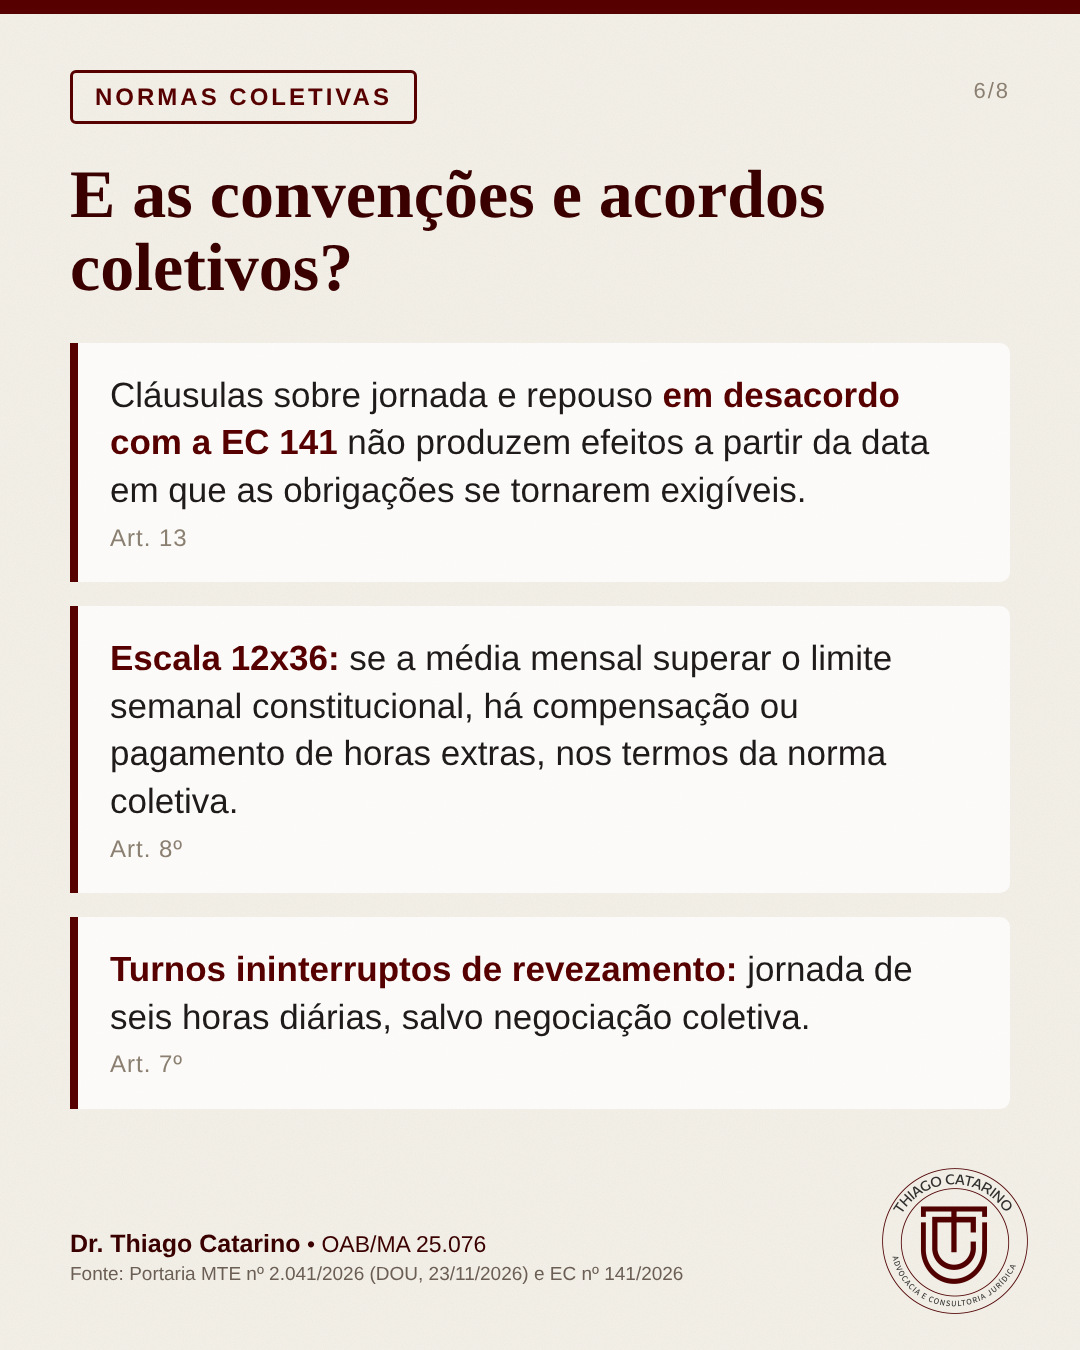 NORMAS COLETIVAS
6/8
E as convenções e acordos
coletivos?
Cláusulas sobre jornada e repouso em desacordo
com a EC 141 não produzem efeitos a partir da data
em que as obrigações se tornarem exigíveis.
Art. 13
Escala 12x36: se a média mensal superar o limite
semanal constitucional, há compensação ou
pagamento de horas extras, nos termos da norma
coletiva.
Art. 8º
Turnos ininterruptos de revezamento: jornada de
seis horas diárias, salvo negociação coletiva.
Art. 7º
Dr. Thiago Catarino • OAB/MA 25.076
Fonte: Portaria MTE nº 2.041/2026 (DOU, 23/11/2026) e EC nº 141/2026
THIAGO CATARINO
ADVOCACIA E CONSULTORIA JURÍDICA